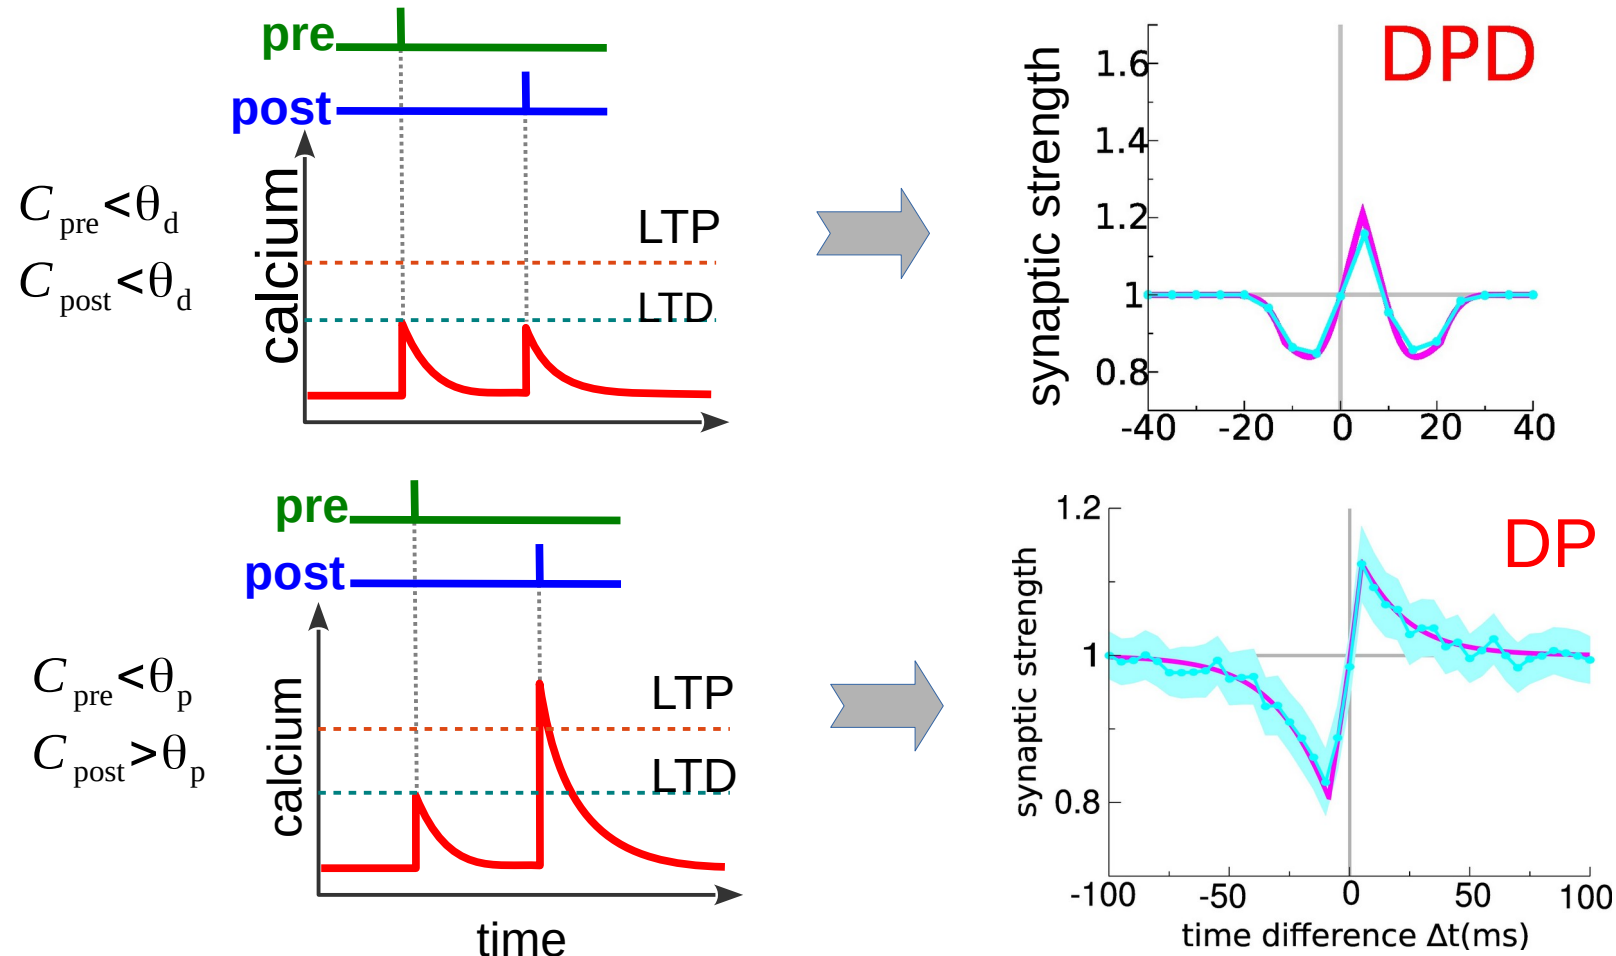 pre
post
C pre<θd
C post<θd
calcium
LTP
LTD
DPD
synaptic strength
1.6
1.4
1.2
1
0.8
-40 -20 0 20 40
pre
post
C pre<θp
C post>θp
calcium
LTP
LTD
time
DP
synaptic strength
1.2
1
0.8
-100 -50 0 50 100
time difference Δt(ms)